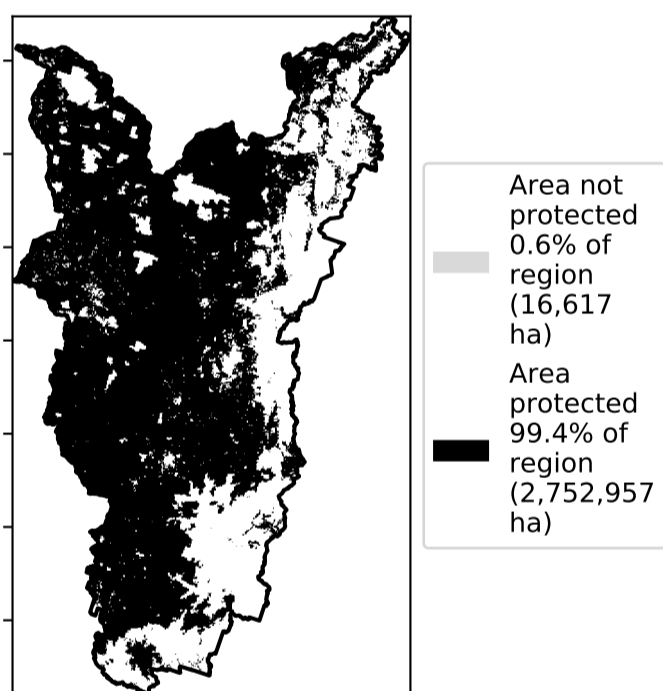 Area not
protected
0.6% of
region
(16,617
ha)
Area
protected
99.4% of
region
(2,752,957
ha)